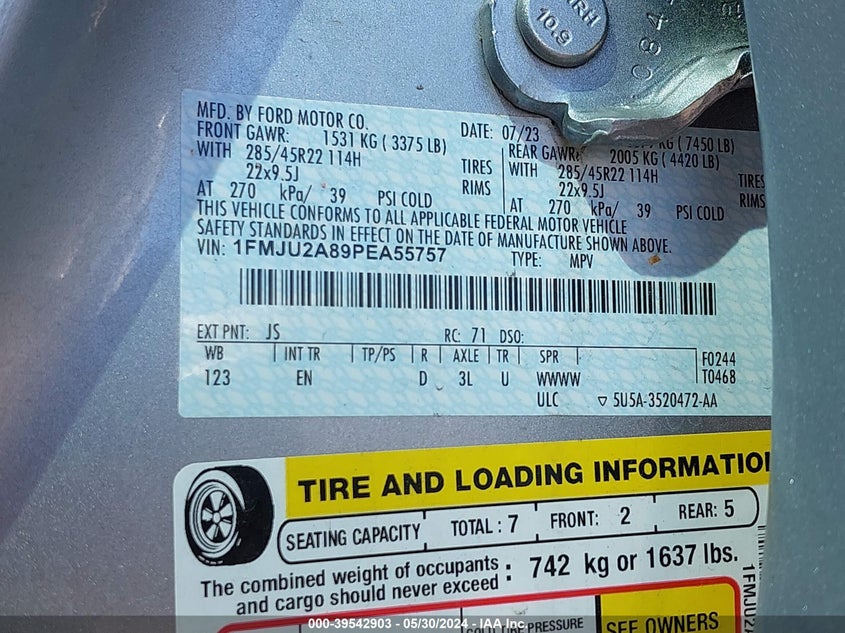 HRH
10.9
084
MFD. BY FORD MOTOR CO.
DATE: 07/23
KG ( 7450 LB)
FRONT GAWR: 1531 KG ( 3375 LB)
REAR GAWR: 2005 KG ( 4420 LB)
WITH 285/45R22 114H TIRES
WITH 285/45R22 114H TIRES
22x9.5J RIMS
22x9.5J RIMS
AT 270 kPa/ 39 PSI COLD
AT 270 kPa/ 39 PSI COLD
THIS VEHICLE CONFORMS TO ALL APPLICABLE FEDERAL MOTOR VEHICLE
SAFETY STANDARDS IN EFFECT ON THE DATE OF MANUFACTURE SHOWN ABOVE.
VIN: 1FMJU2A89PEA55757 TYPE: MPV
EXT PNT: JS RC: 71 DSO:
WB INT TR TP/PS R AXLE TR SPR F0244
123 EN D 3L U WWWW T0468
ULC ▽ 5U5A-3520472-AA
TIRE AND LOADING INFORMATIO
SEATING CAPACITY TOTAL : 7 FRONT: 2 REAR: 5
The combined weight of occupants
and cargo should never exceed : 742 kg or 1637 lbs.
1FMJU2
COLD TIRE PRESSURE
SEE OWNERS
000-39542903 - 05/30/2024 - IAA Inc.